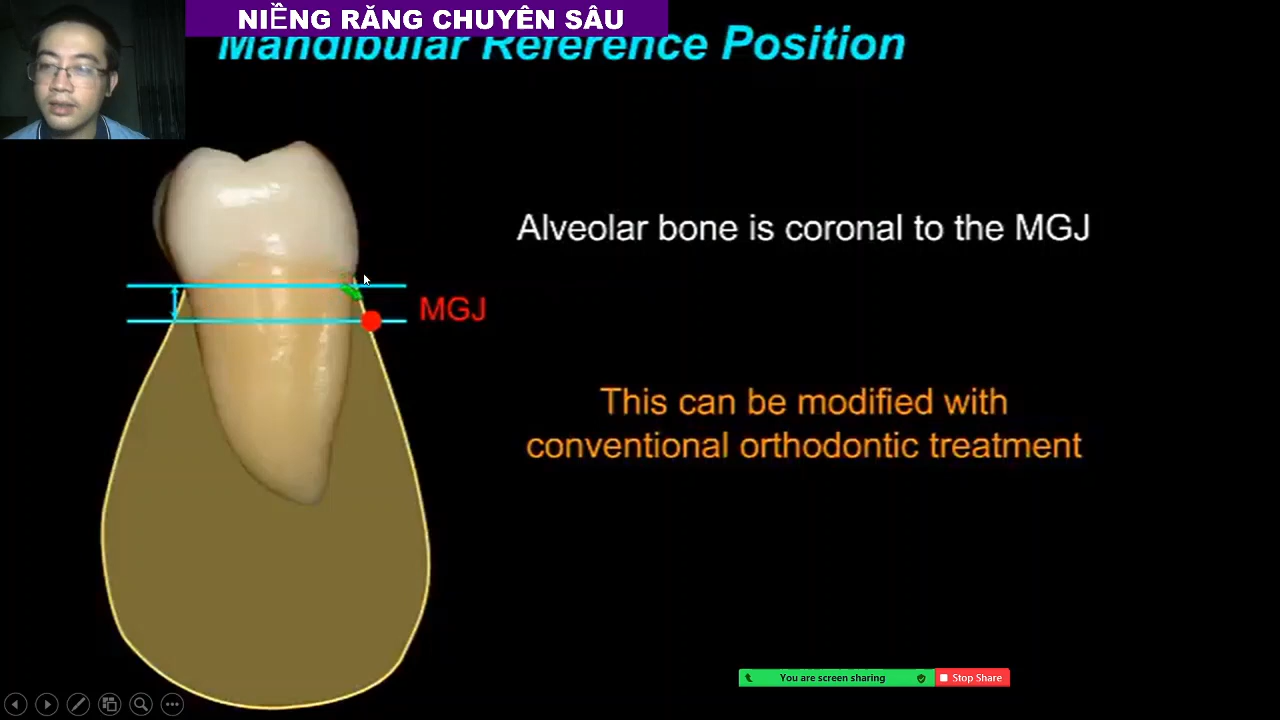 NIỀNG RĂNG CHUYÊN SÂU
Mandibular Reference Position
Alveolar bone is coronal to the MGJ
MGJ
This can be modified with
conventional orthodontic treatment
You are screen sharing
Stop Share